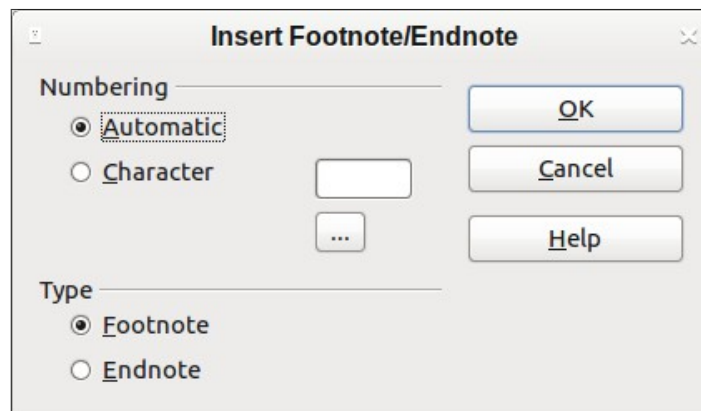 Insert Footnote/Endnote
Numbering
Automatic
Character
...
Type
Footnote
Endnote
OK
Cancel
Help